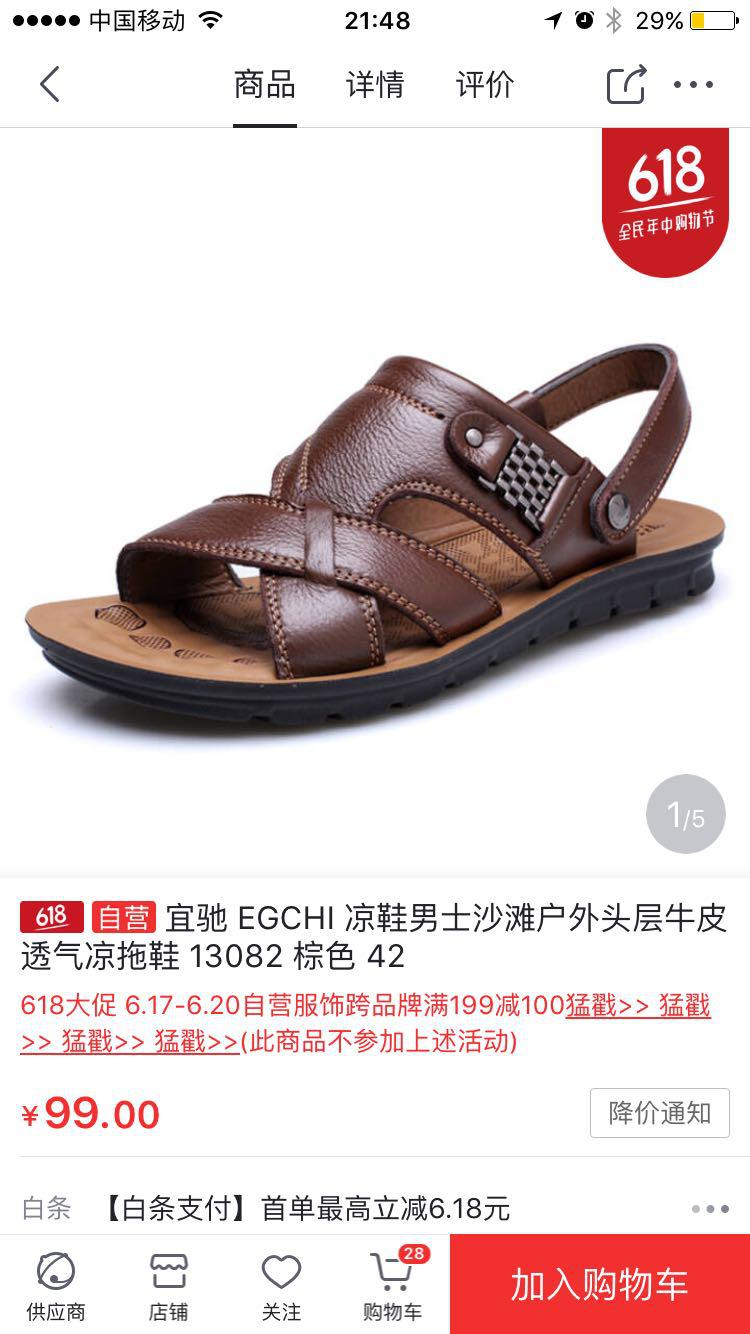 中国移动 21:48 29%
商品 详情 评价
618
全民年中购物节
1/5
618 自营 宜驰 EGCHI 凉鞋男士沙滩户外头层牛皮
透气凉拖鞋 13082 棕色 42
618大促 6.17-6.20自营服饰跨品牌满199减100猛戳>> 猛戳
>> 猛戳>> 猛戳>>(此商品不参加上述活动)
¥99.00 降价通知
白条 【白条支付】首单最高立减6.18元
28
供应商 店铺 关注 购物车 加入购物车